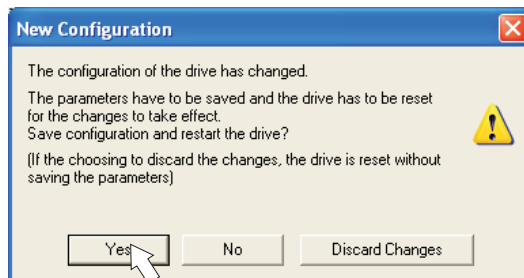 New Configuration
The configuration of the drive has changed.
The parameters have to be saved and the drive has to be reset
for the changes to take effect.
Save configuration and restart the drive?
(If the choosing to discard the changes, the drive is reset without
saving the parameters)
Yes No Discard Changes